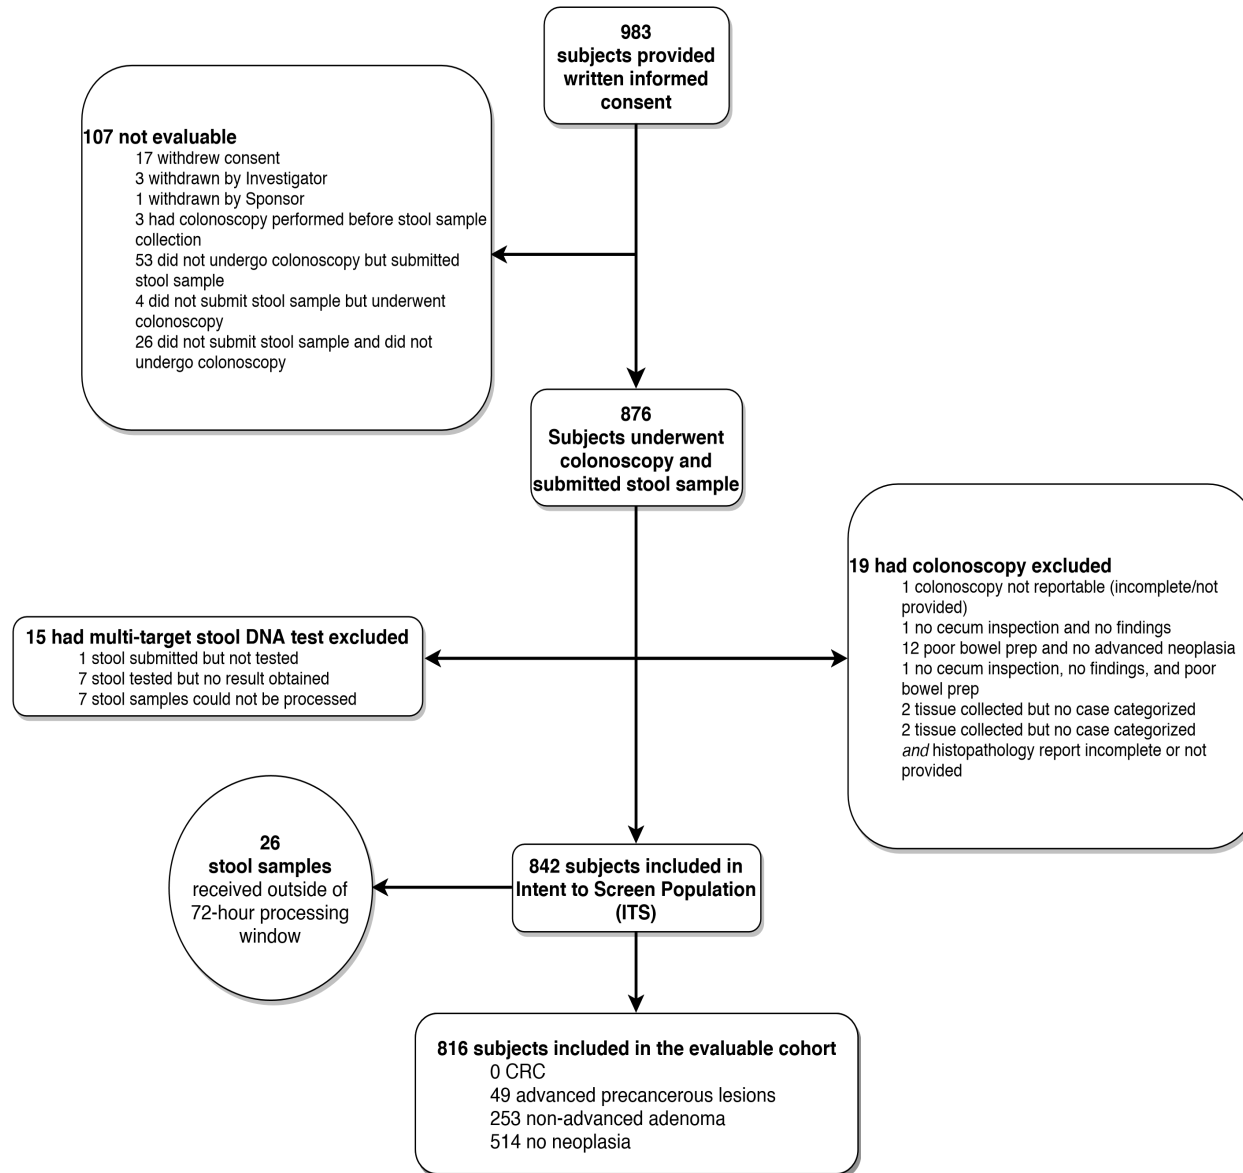 983
subjects provided
written informed
consent
107 not evaluable
17 withdrew consent
3 withdrawn by Investigator
1 withdrawn by Sponsor
3 had colonoscopy performed before stool sample
collection
53 did not undergo colonoscopy but submitted
stool sample
4 did not submit stool sample but underwent
colonoscopy
26 did not submit stool sample and did not
undergo colonoscopy
876
Subjects underwent
colonoscopy and
submitted stool sample
19 had colonoscopy excluded
1 colonoscopy not reportable (incomplete/not
provided)
1 no cecum inspection and no findings
12 poor bowel prep and no advanced neoplasia
1 no cecum inspection, no findings, and poor
bowel prep
2 tissue collected but no case categorized
2 tissue collected but no case categorized
and histopathology report incomplete or not
provided
15 had multi-target stool DNA test excluded
1 stool submitted but not tested
7 stool tested but no result obtained
7 stool samples could not be processed
842 subjects included in
Intent to Screen Population
(ITS)
26
stool samples
received outside of
72-hour processing
window
816 subjects included in the evaluable cohort
0 CRC
49 advanced precancerous lesions
253 non-advanced adenoma
514 no neoplasia